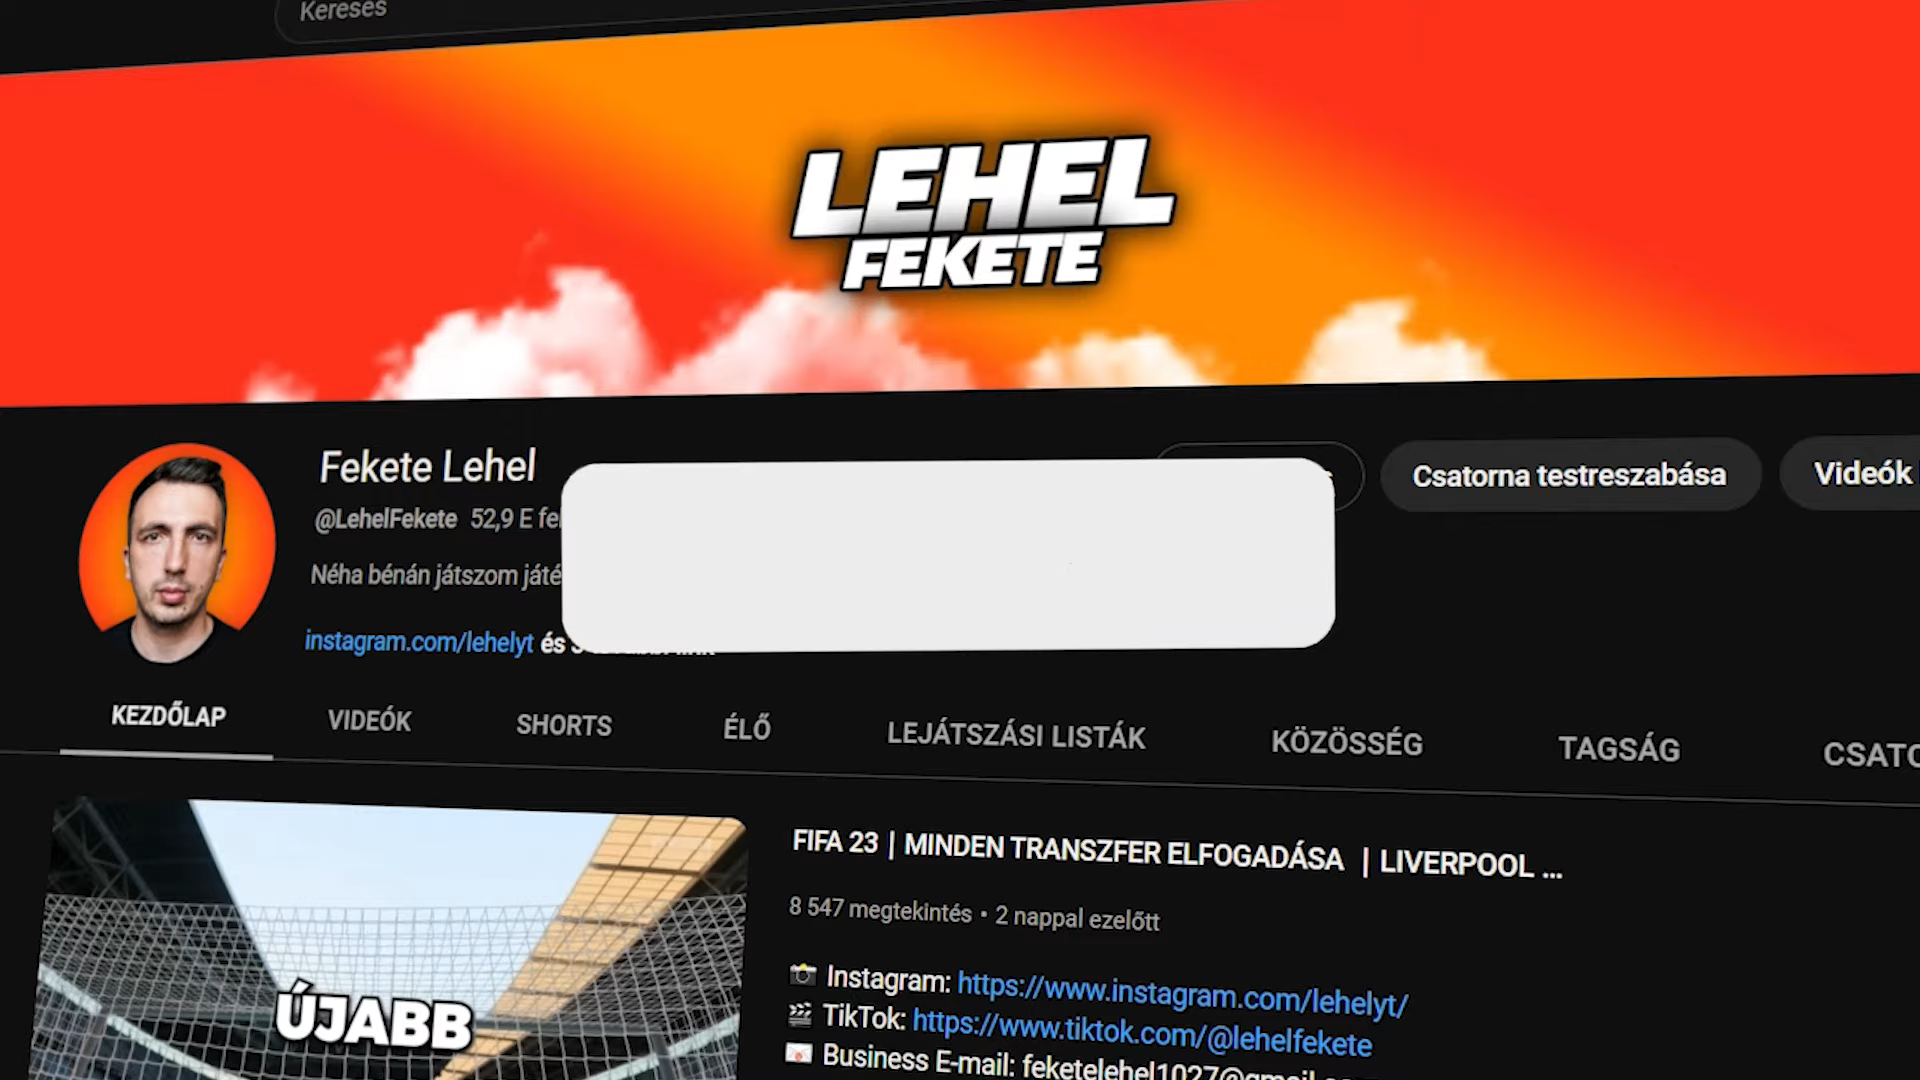 Keresés
LEHEL
FEKETE
Fekete Lehel
@LehelFekete 52,9 E
Csatorna testreszabása
Videók
Néha bénán játszom
instagram.com/lehelyt és
KEZDŐLAP VIDEÓK SHORTS ÉLŐ LEJÁTSZÁSI LISTÁK KÖZÖSSÉG TAGSÁG
FIFA 23 | MINDEN TRANSZFER ELFOGADÁSA | LIVERPOOL ...
8 547 megtekintés • 2 nappal ezelőtt
Instagram: https://www.instagram.com/lehelyt/
TikTok: https://www.tiktok.com/@lehelfekete
Business E-mail:
ÚJABB